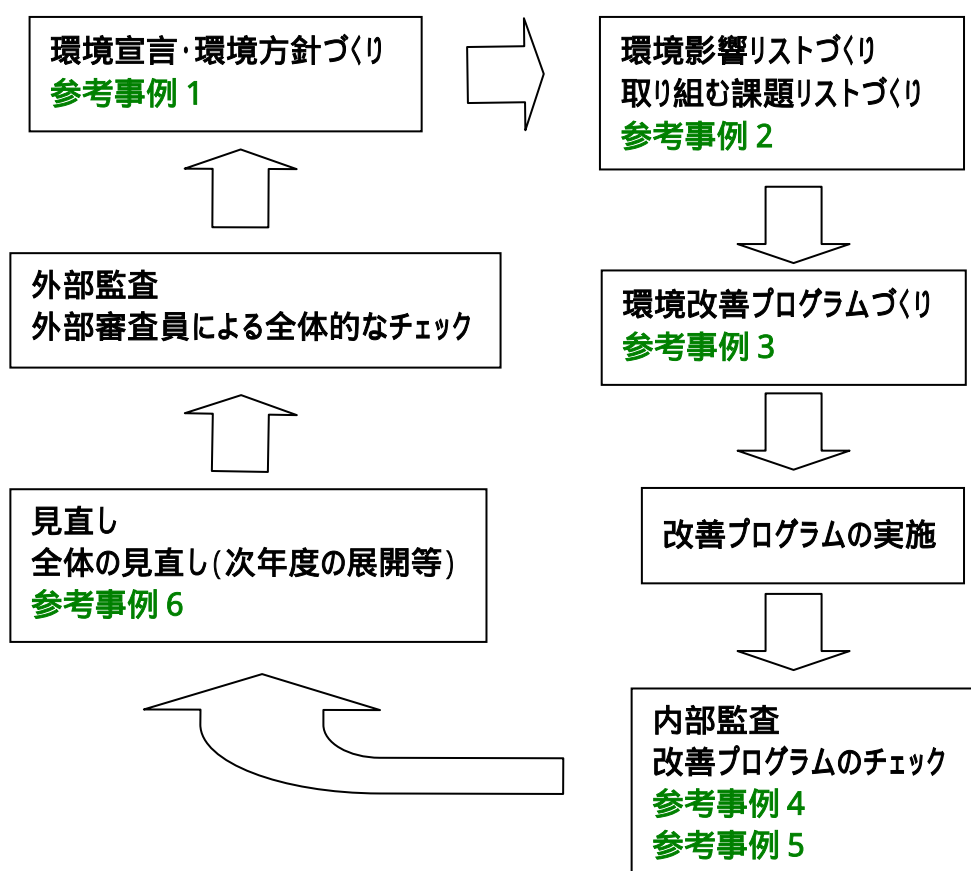 環境宣言・環境方針づくり
参考事例1
環境影響リストづくり
取り組む課題リストづくり
参考事例2
環境改善プログラムづくり
参考事例3
改善プログラムの実施
内部監査
改善プログラムのチェック
参考事例4
参考事例5
見直し
全体の見直し(次年度の展開等)
参考事例6
外部監査
外部審査員による全体的なチェック